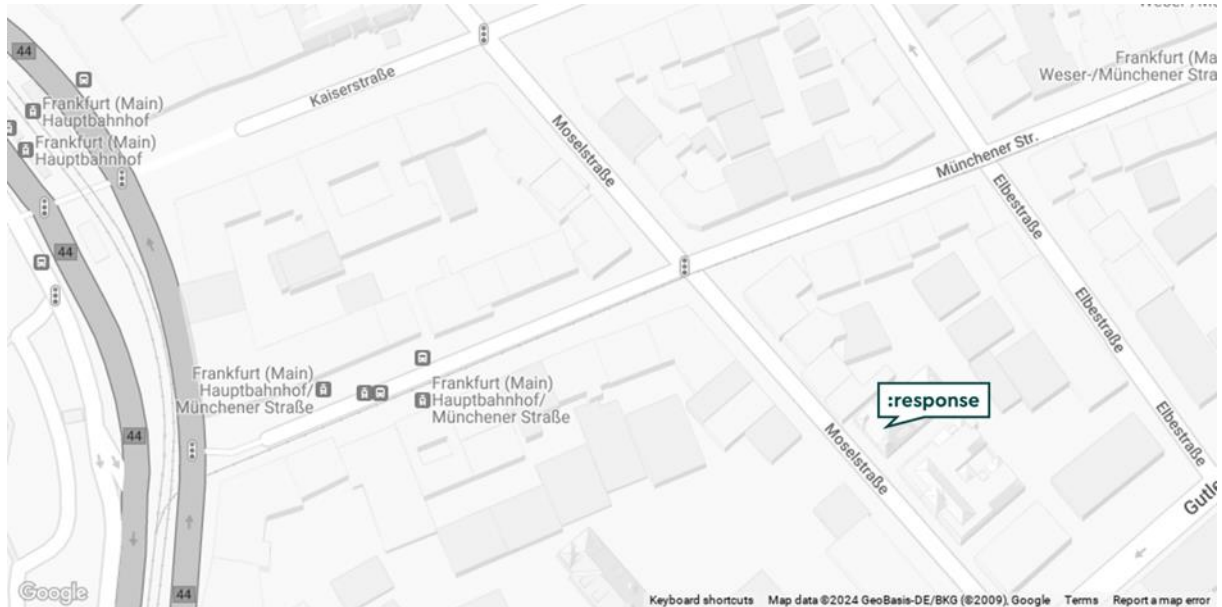 44
Frankfurt (Main)
Hauptbahnhof
Frankfurt (Main)
Hauptbahnhof
Kaiserstraße
Moselstraße
Frankfurt (Ma
Weser-/Münchener Stra
Münchener Str.
Elbestraße
44
Elbestraße
Frankfurt (Main)
Hauptbahnhof/
Münchener Straße
Frankfurt (Main)
Hauptbahnhof/
Münchener Straße
:response
Moselstraße
Elbestraße
44
Gutle
44
Google
Keyboard shortcuts
Map data ©2024 GeoBasis-DE/BKG (©2009), Google
Terms
Report a map error